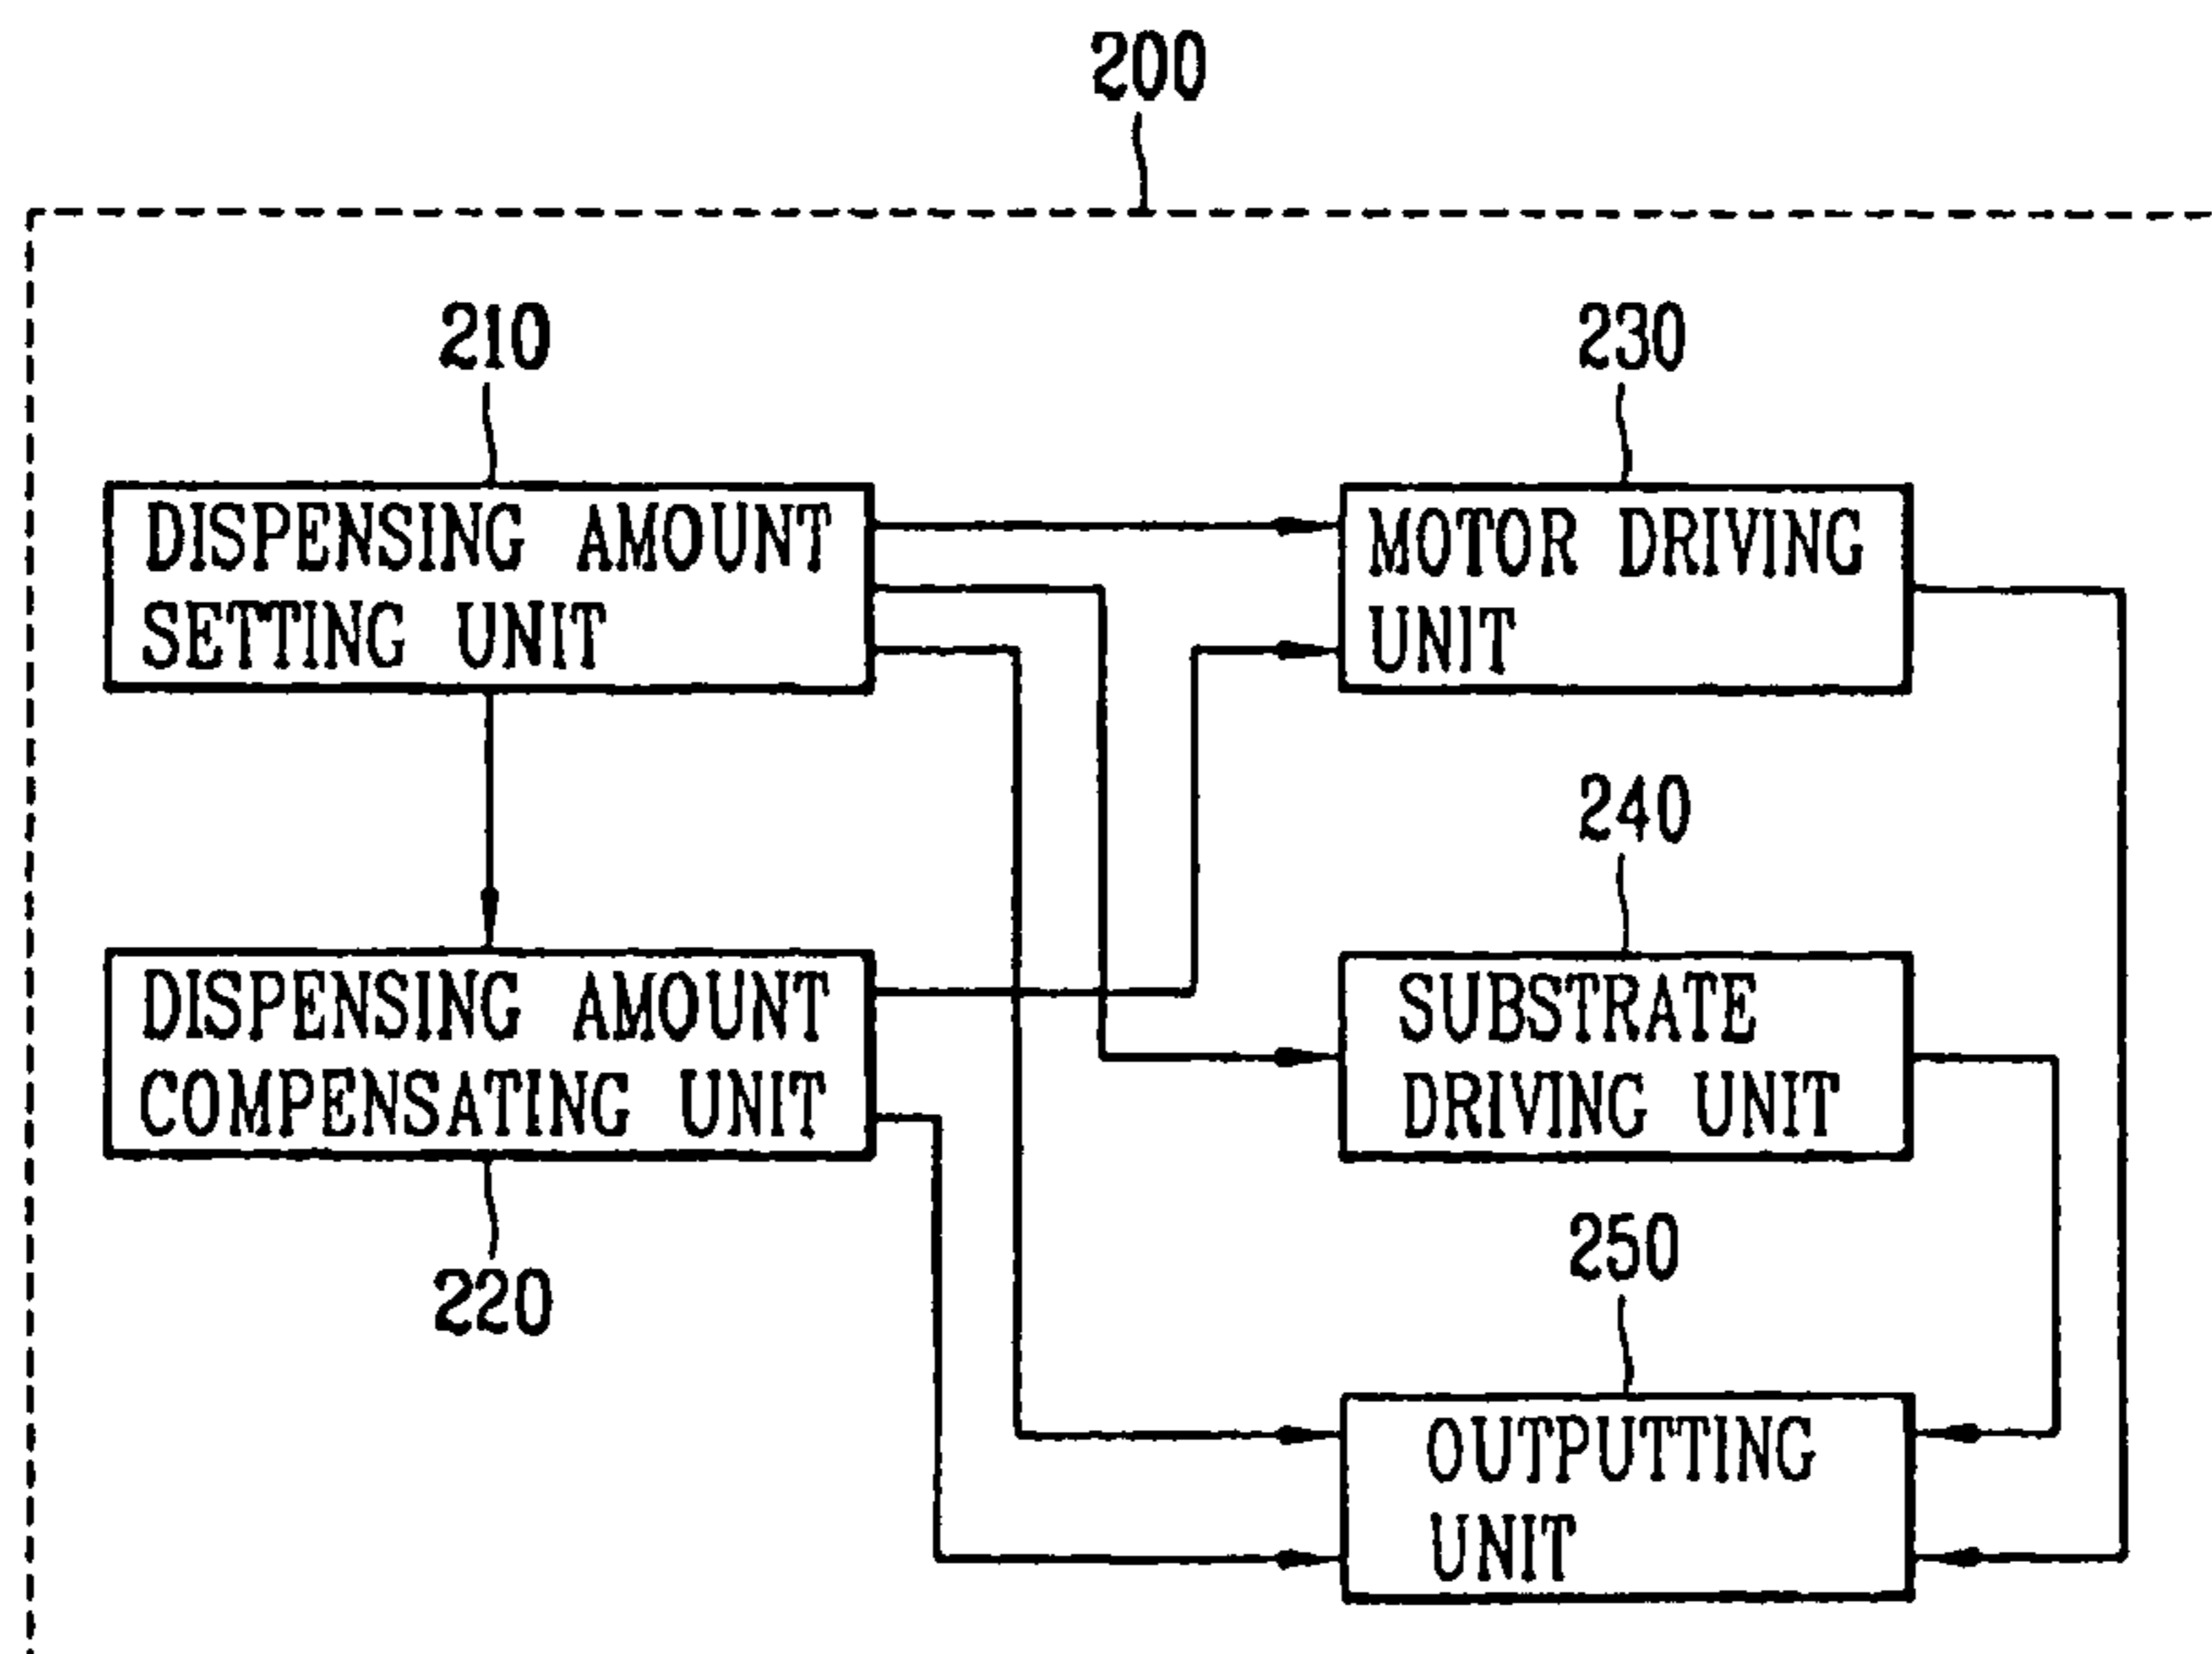 200
210
DISPENSING AMOUNT
SETTING UNIT
230
MOTOR DRIVING
UNIT
240
SUBSTRATE
DRIVING UNIT
DISPENSING AMOUNT
COMPENSATING UNIT
220
250
OUTPUTTING
UNIT